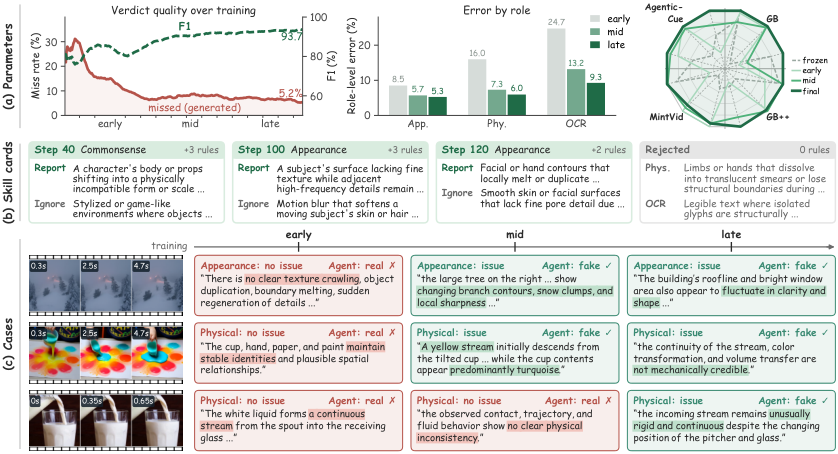 (a) Parameters
Verdict quality over training
Miss rate (%)
30
20
10
0
F1
93.7
5.2%
missed (generated)
100
80
60
F1 (%)
early
mid
late
Error by role
Role-level error (%)
20
10
0
8.5
5.7
5.3
16.0
7.3
6.0
24.7
13.2
9.3
App.
Phy.
OCR
early
mid
late
Agentic-
Cue
GB
GB++
MintVid
frozen
early
mid
final
(b) Skill cards
Step 40 Commonsense +3 rules
Report A character's body or props
shifting into a physically
incompatible form or scale ...
Ignore Stylized or game-like
environments where objects ...
Step 100 Appearance +3 rules
Report A subject's surface lacking fine
texture while adjacent
high-frequency details remain ...
Ignore Motion blur that softens a
moving subject's skin or hair ...
Step 120 Appearance +2 rules
Report Facial or hand contours that
locally melt or duplicate ...
Ignore Smooth skin or facial surfaces
that lack fine pore detail due ...
Rejected 0 rules
Phys. Limbs or hands that dissolve
into translucent smears or lose
structural boundaries during ...
OCR Legible text where isolated
glyphs are structurally ...
(c) Cases
training
early
mid
late
0.3s 2.5s 4.7s
Appearance: no issue Agent: real ✗
"There is no clear texture crawling, object
duplication, boundary melting, sudden
regeneration of details ..."
Appearance: issue Agent: fake ✓
"the large tree on the right ... show
changing branch contours, snow clumps, and
local sharpness ..."
Appearance: issue Agent: fake ✓
"The building's roofline and bright window
area also appear to fluctuate in clarity and
shape ..."
0.3s 2.5s 4.7s
Physical: no issue Agent: real ✗
"The cup, hand, paper, and paint maintain
stable identities and plausible spatial
relationships."
Physical: issue Agent: fake ✓
"A yellow stream initially descends from
the tilted cup ... while the cup contents
appear predominantly turquoise."
Physical: issue Agent: fake ✓
"the continuity of the stream, color
transformation, and volume transfer are
not mechanically credible."
0s 0.35s 0.65s
Physical: no issue Agent: real ✗
"The white liquid forms a continuous
stream from the spout into the receiving
glass ..."
Physical: no issue Agent: real ✗
"the observed contact, trajectory, and
fluid behavior show no clear physical
inconsistency."
Physical: issue Agent: fake ✓
"the incoming stream remains unusually
rigid and continuous despite the changing
position of the pitcher and glass."